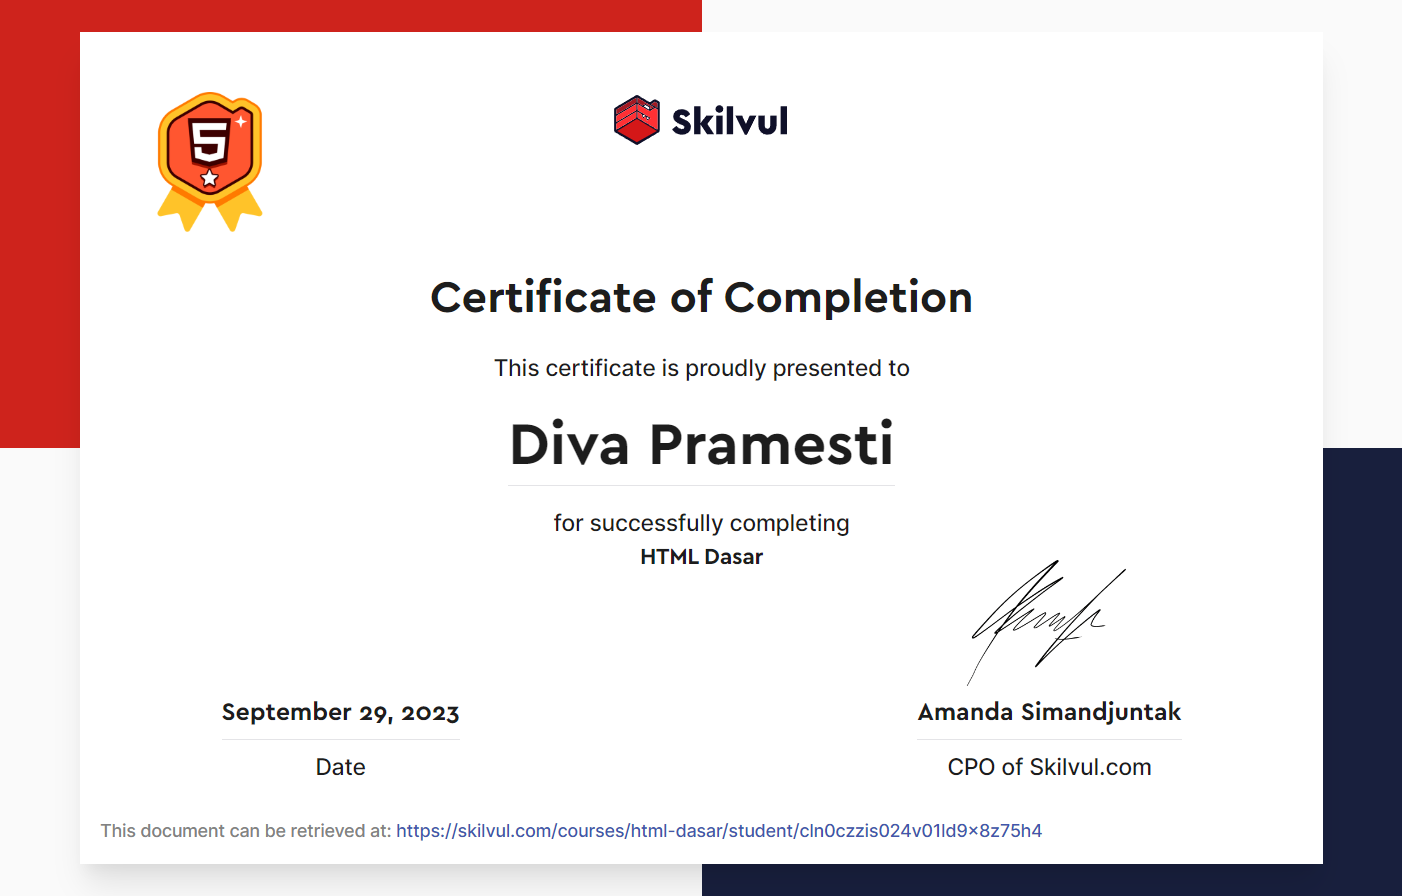 Skilvul
Certificate of Completion
This certificate is proudly presented to
Diva Pramesti
for successfully completing
HTML Dasar
September 29, 2023
Date
Amanda Simandjuntak
CPO of Skilvul.com
This document can be retrieved at: https://skilvul.com/courses/html-dasar/student/cln0czzis024v01ld9x8z75h4